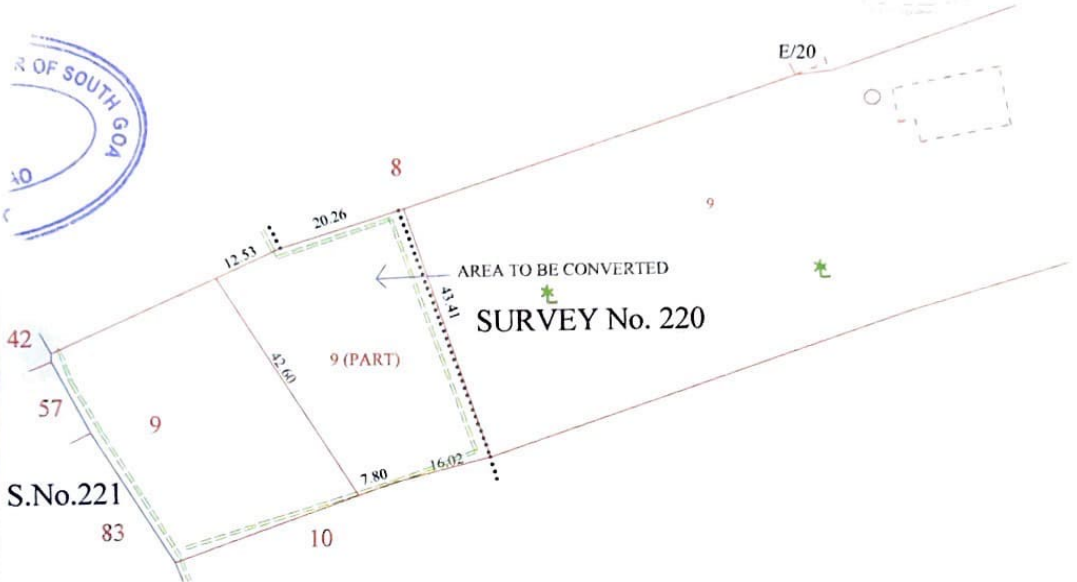 E/20
R OF SOUTH GOA
8
20.26
9
12.53
AREA TO BE CONVERTED
43.41
SURVEY No. 220
42
42.60
9 (PART)
57
9
16.02
7.80
S.No.221
83
10